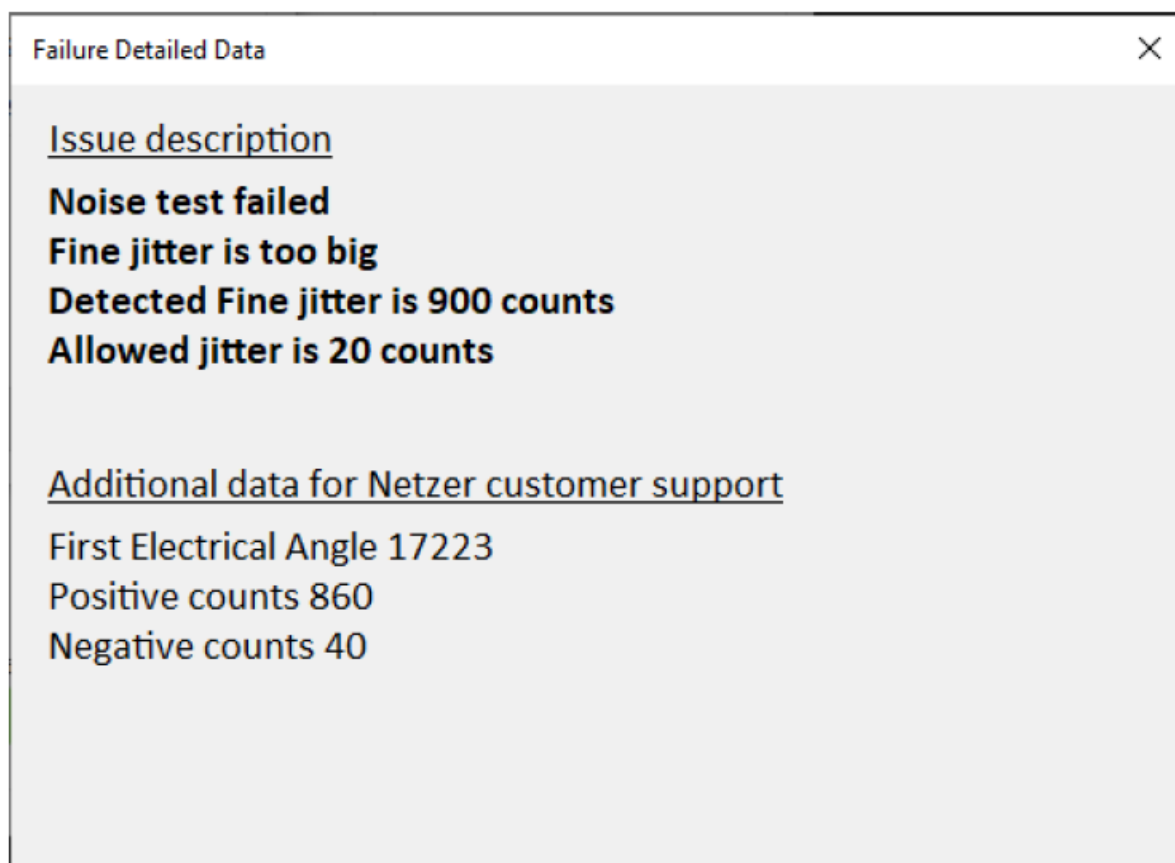 Failure Detailed Data
Issue description
Noise test failed
Fine jitter is too big
Detected Fine jitter is 900 counts
Allowed jitter is 20 counts
Additional data for Netzer customer support
First Electrical Angle 17223
Positive counts 860
Negative counts 40